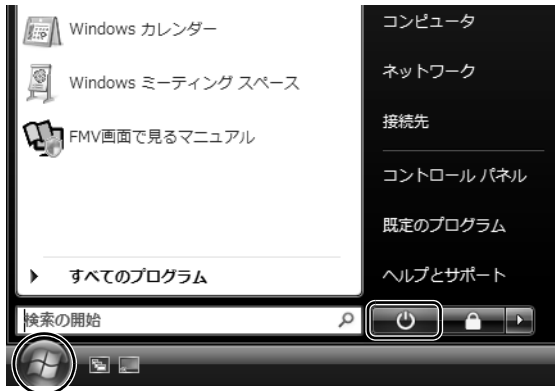 Windows カレンダー
Windows ミーティング スペース
FMV画面で見るマニュアル
すべてのプログラム
検索の開始
コンピュータ
ネットワーク
接続先
コントロール パネル
既定のプログラム
ヘルプとサポート